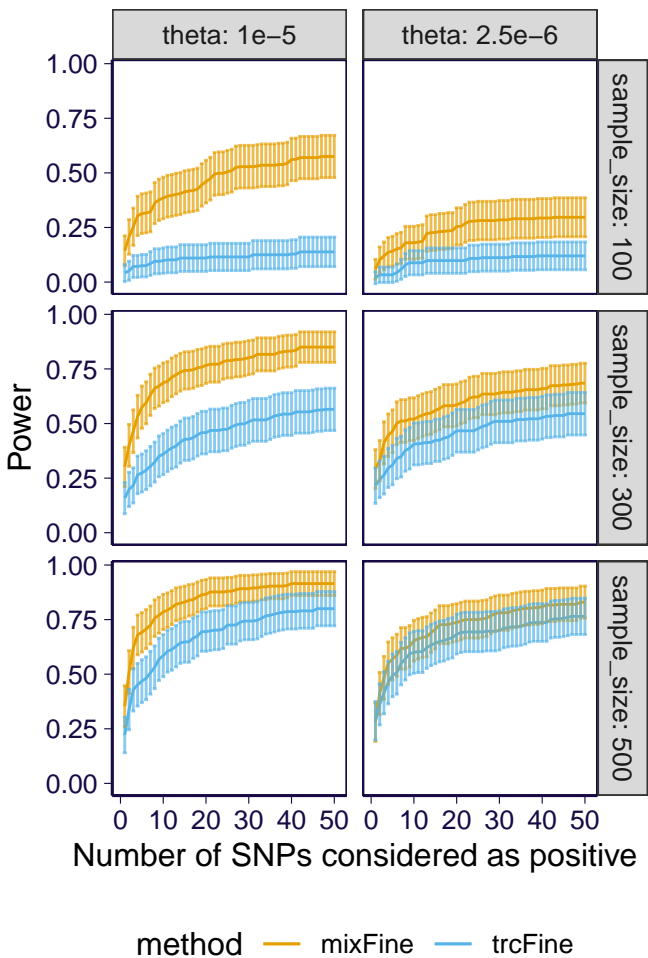 theta: 1e−5 theta: 2.5e−6
1.00
0.75
0.50
0.25
0.00
sample_size: 100
1.00
0.75
0.50
0.25
0.00
sample_size: 300
Power
1.00
0.75
0.50
0.25
0.00
sample_size: 500
0 10 20 30 40 50 0 10 20 30 40 50
Number of SNPs considered as positive
method mixFine trcFine